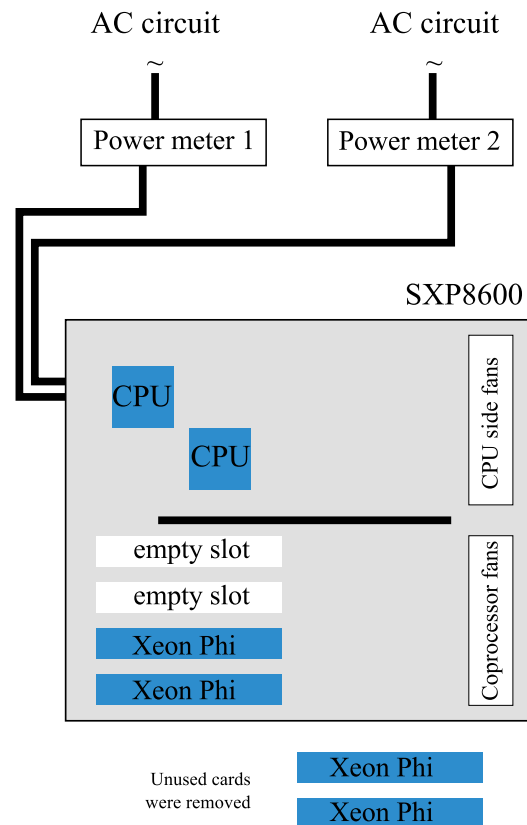 AC circuit
AC circuit
~
~
Power meter 1
Power meter 2
SXP8600
CPU
CPU
CPU side fans
empty slot
empty slot
Xeon Phi
Xeon Phi
Coprocessor fans
Unused cards
were removed
Xeon Phi
Xeon Phi